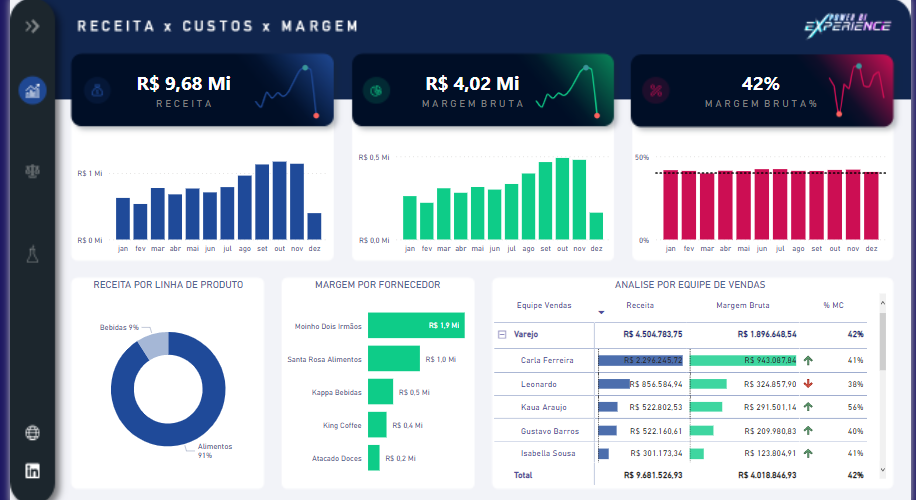 RECEITA x CUSTOS x MARGEM
POWER BI
EXPERIENCE
R$ 9,68 Mi
RECEITA
R$ 4,02 Mi
MARGEM BRUTA
42%
MARGEM BRUTA%
R$ 1 Mi
R$ 0 Mi
jan fev mar abr mai jun jul ago set out nov dez
R$ 0,5 Mi
R$ 0,0 Mi
jan fev mar abr mai jun jul ago set out nov dez
50%
0%
jan fev mar abr mai jun jul ago set out nov dez
RECEITA POR LINHA DE PRODUTO
Bebidas 9%
Alimentos
91%
MARGEM POR FORNECEDOR
Moinho Dois Irmãos R$ 1,9 Mi
Santa Rosa Alimentos R$ 1,0 Mi
Kappa Bebidas R$ 0,5 Mi
King Coffee R$ 0,4 Mi
Atacado Doces R$ 0,2 Mi
ANALISE POR EQUIPE DE VENDAS
Equipe Vendas Receita Margem Bruta % MC
Varejo R$ 4.504.783,75 R$ 1.896.648,54 42%
Carla Ferreira R$ 2.296.245,72 R$ 943.087,84 41%
Leonardo R$ 856.584,94 R$ 324.857,90 38%
Kaua Araujo R$ 522.802,53 R$ 291.501,14 56%
Gustavo Barros R$ 522.160,61 R$ 209.980,83 40%
Isabella Sousa R$ 301.173,34 R$ 123.804,91 41%
Total R$ 9.681.526,93 R$ 4.018.846,93 42%
in